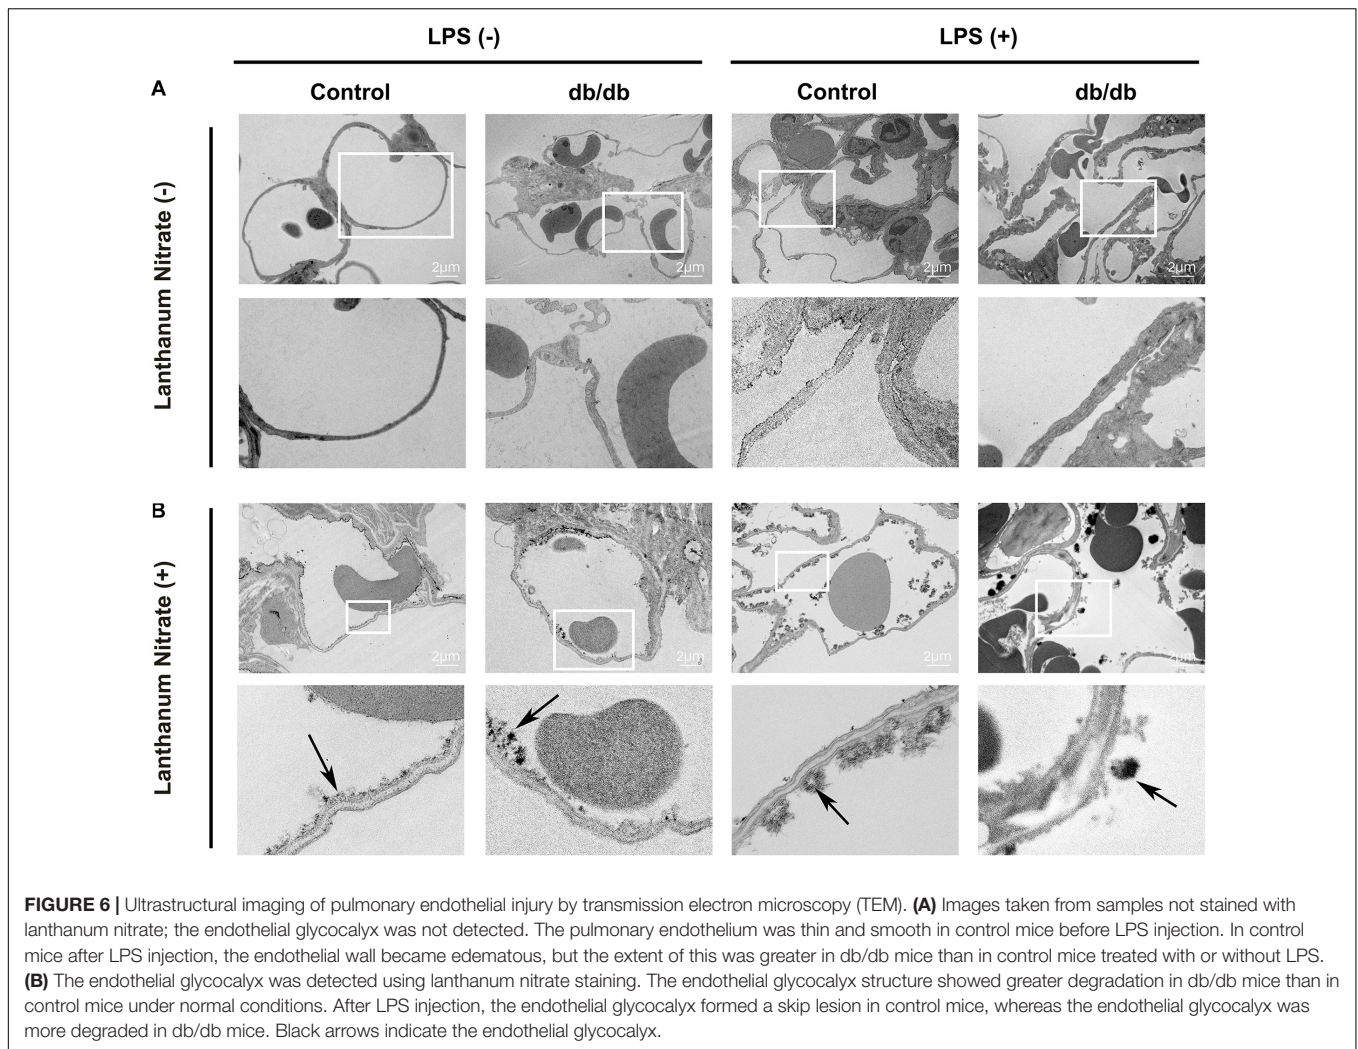 LPS (-)
LPS (+)
A
Control
db/db
Control
db/db
Lanthanum Nitrate (-)
2μm
2μm
2μm
2μm
B
Lanthanum Nitrate (+)
2μm
2μm
2μm
2μm
FIGURE 6 | Ultrastructural imaging of pulmonary endothelial injury by transmission electron microscopy (TEM). (A) Images taken from samples not stained with
lanthanum nitrate; the endothelial glycocalyx was not detected. The pulmonary endothelium was thin and smooth in control mice before LPS injection. In control
mice after LPS injection, the endothelial wall became edematous, but the extent of this was greater in db/db mice than in control mice treated with or without LPS.
(B) The endothelial glycocalyx was detected using lanthanum nitrate staining. The endothelial glycocalyx structure showed greater degradation in db/db mice than in
control mice under normal conditions. After LPS injection, the endothelial glycocalyx formed a skip lesion in control mice, whereas the endothelial glycocalyx was
more degraded in db/db mice. Black arrows indicate the endothelial glycocalyx.